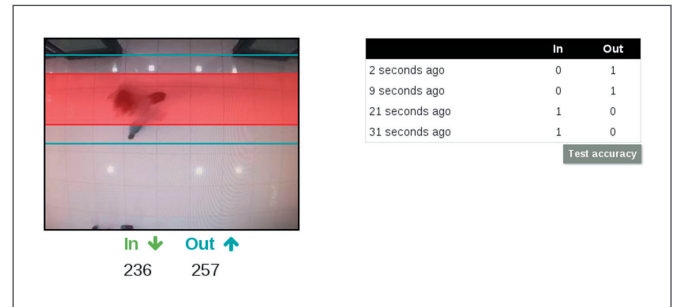 In Out
236 257
In Out
2 seconds ago 0 1
9 seconds ago 0 1
21 seconds ago 1 0
31 seconds ago 1 0
Test accuracy